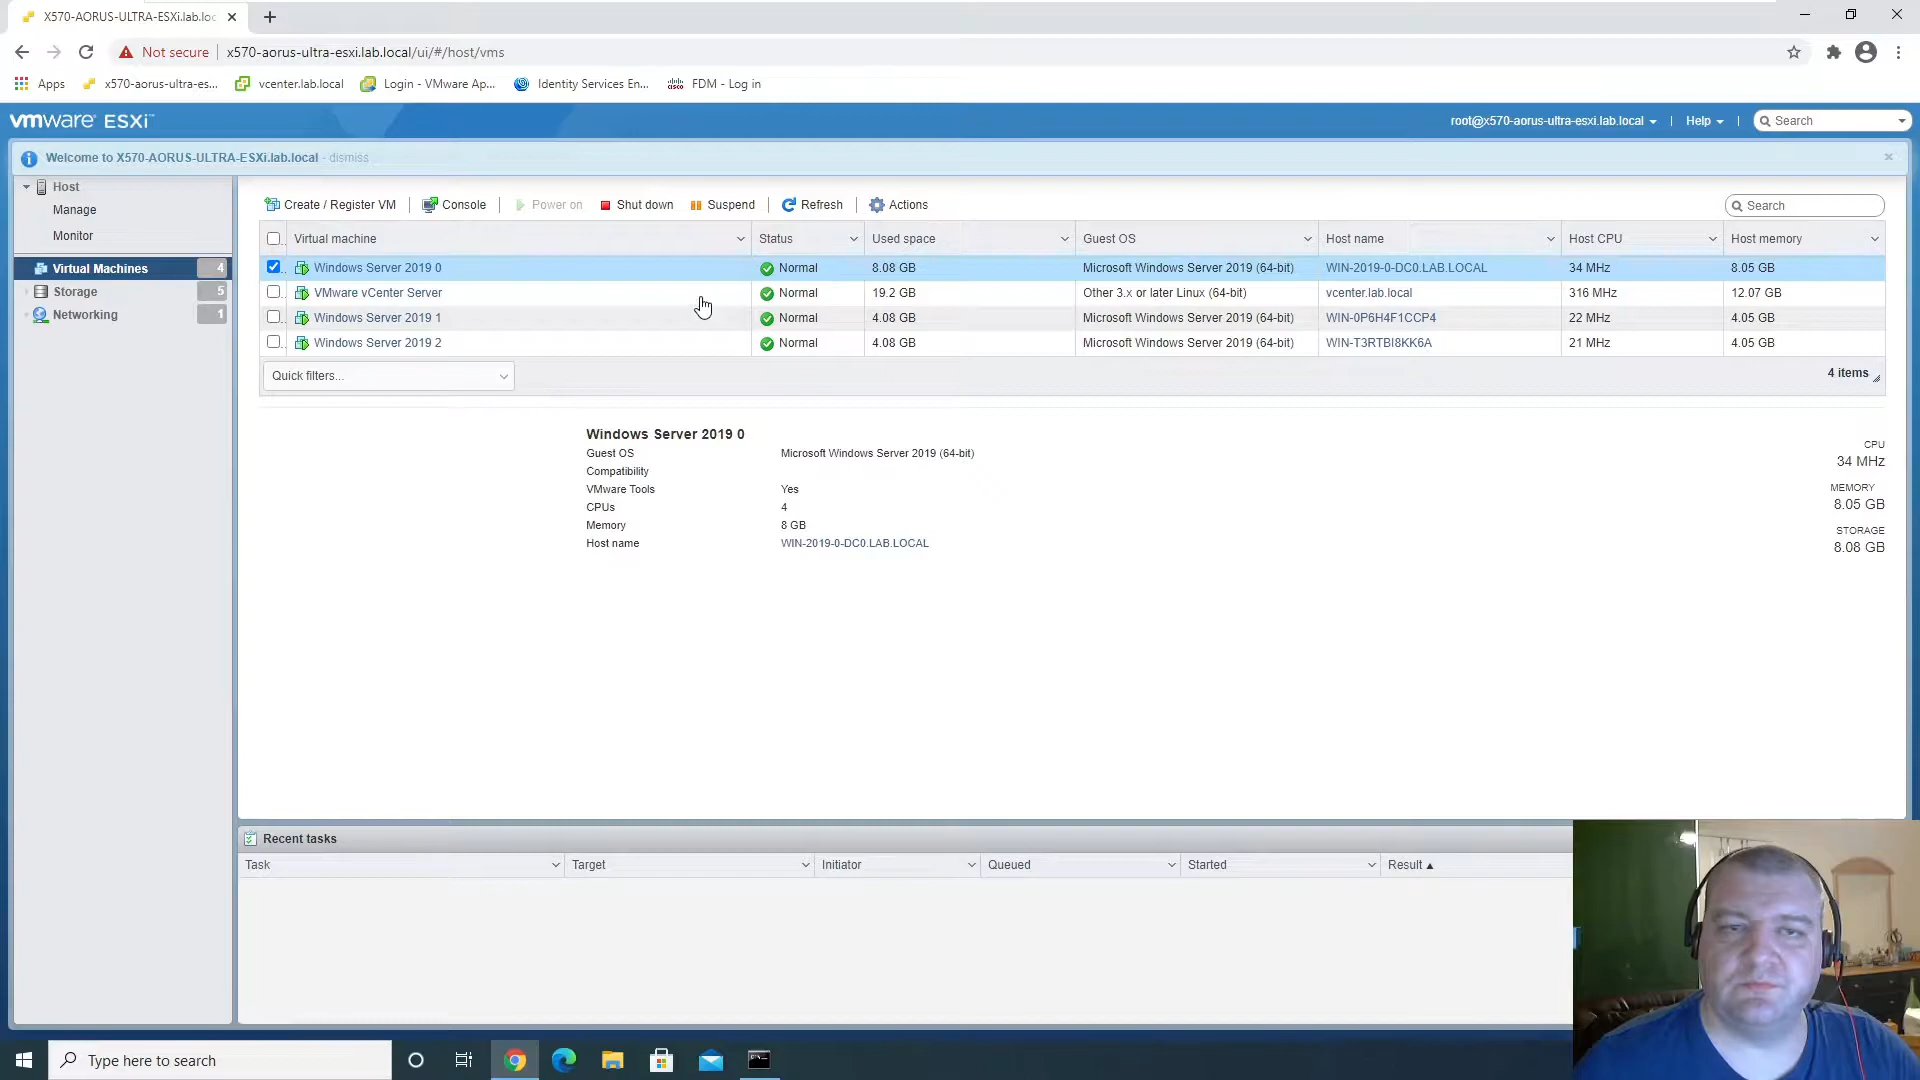 X570-AORUS-ULTRA-ESXi.lab.loc
Not secure
x570-aorus-ultra-esxi.lab.local/ui/#/host/vms
Apps
x570-aorus-ultra-es...
vcenter.lab.local
Login - VMware Ap...
Identity Services En...
FDM - Log in
vmware ESXi™
root@x570-aorus-ultra-esxi.lab.local
Help
Search
Welcome to X570-AORUS-ULTRA-ESXi.lab.local - dismiss
Host
Manage
Monitor
Virtual Machines 4
Storage 5
Networking 1
Create / Register VM
Console
Power on
Shut down
Suspend
Refresh
Actions
Search
Virtual machine Status Used space Guest OS Host name Host CPU Host memory
Windows Server 2019 0 Normal 8.08 GB Microsoft Windows Server 2019 (64-bit) WIN-2019-0-DC0.LAB.LOCAL 34 MHz 8.05 GB
VMware vCenter Server Normal 19.2 GB Other 3.x or later Linux (64-bit) vcenter.lab.local 316 MHz 12.07 GB
Windows Server 2019 1 Normal 4.08 GB Microsoft Windows Server 2019 (64-bit) WIN-0P6H4F1CCP4 22 MHz 4.05 GB
Windows Server 2019 2 Normal 4.08 GB Microsoft Windows Server 2019 (64-bit) WIN-T3RTBI8KK6A 21 MHz 4.05 GB
Quick filters...
4 items
Windows Server 2019 0
Guest OS Microsoft Windows Server 2019 (64-bit)
Compatibility
VMware Tools Yes
CPUs 4
Memory 8 GB
Host name WIN-2019-0-DC0.LAB.LOCAL
CPU
34 MHz
MEMORY
8.05 GB
STORAGE
8.08 GB
Recent tasks
Task Target Initiator Queued Started Result
Type here to search